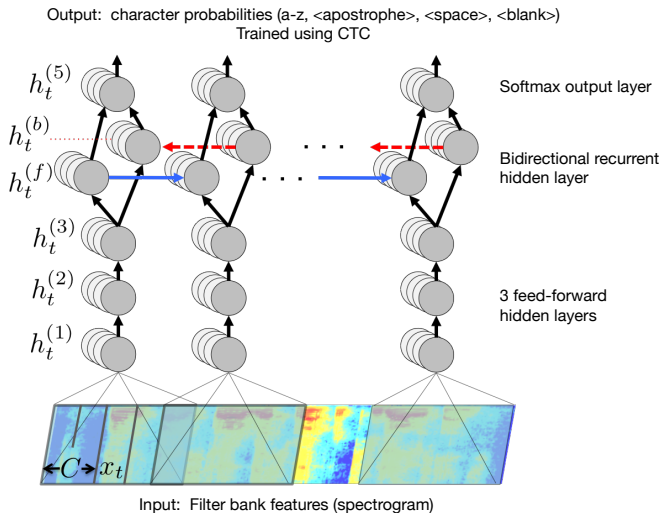 Output: character probabilities (a-z, <apostrophe>, <space>, <blank>)
Trained using CTC
h_t^{(5)}
Softmax output layer
h_t^{(b)}
h_t^{(f)}
Bidirectional recurrent
hidden layer
h_t^{(3)}
h_t^{(2)}
3 feed-forward
hidden layers
h_t^{(1)}
C x_t
Input: Filter bank features (spectrogram)